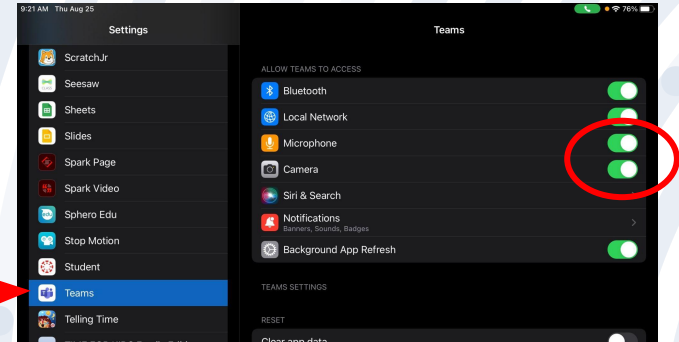 9:21 AM Thu Aug 25
76%
Settings
Teams
ScratchJr
Seesaw
Sheets
Slides
Spark Page
Spark Video
Sphero Edu
Stop Motion
Student
Teams
Telling Time
ALLOW TEAMS TO ACCESS
Bluetooth
Local Network
Microphone
Camera
Siri & Search
Notifications
Banners, Sounds, Badges
Background App Refresh
TEAMS SETTINGS
RESET
Clear app data